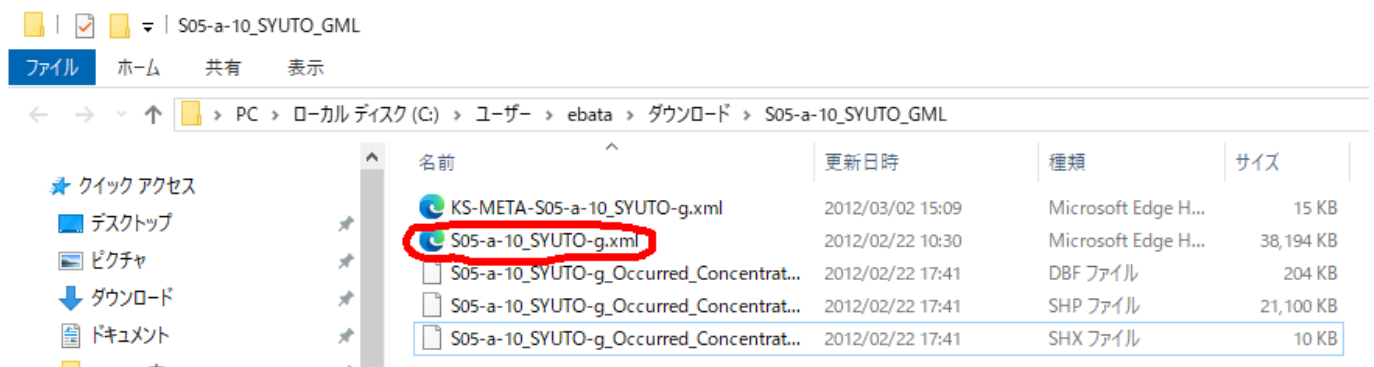 S05-a-10_SYUTO_GML
ファイル ホーム 共有 表示
PC › ローカル ディスク (C:) › ユーザー › ebata › ダウンロード › S05-a-10_SYUTO_GML
名前 更新日時 種類 サイズ
クイック アクセス
KS-META-S05-a-10_SYUTO-g.xml 2012/03/02 15:09 Microsoft Edge H... 15 KB
デスクトップ
S05-a-10_SYUTO-g.xml 2012/02/22 10:30 Microsoft Edge H... 38,194 KB
ピクチャ
S05-a-10_SYUTO-g_Occurred_Concentrat... 2012/02/22 17:41 DBF ファイル 204 KB
ダウンロード
S05-a-10_SYUTO-g_Occurred_Concentrat... 2012/02/22 17:41 SHP ファイル 21,100 KB
ドキュメント
S05-a-10_SYUTO-g_Occurred_Concentrat... 2012/02/22 17:41 SHX ファイル 10 KB